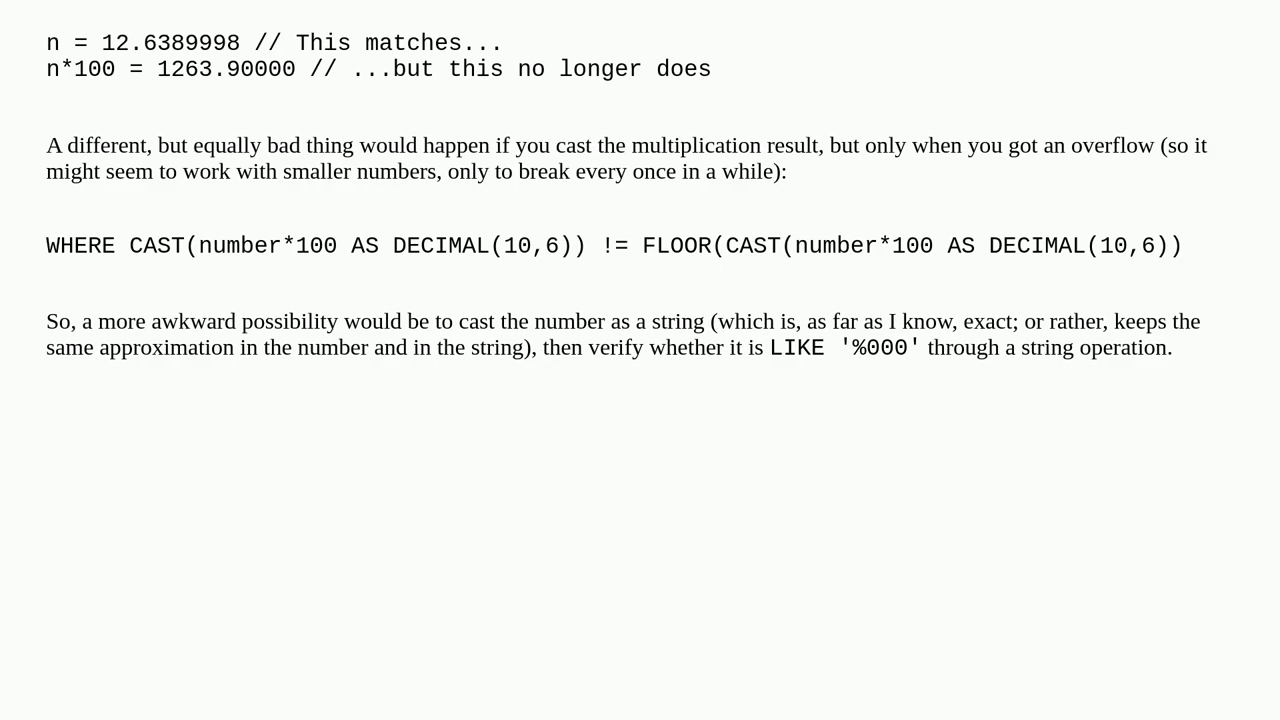 n = 12.6389998 // This matches...
n*100 = 1263.90000 // ...but this no longer does
A different, but equally bad thing would happen if you cast the multiplication result, but only when you got an overflow (so it
might seem to work with smaller numbers, only to break every once in a while):
WHERE CAST(number*100 AS DECIMAL(10,6)) != FLOOR(CAST(number*100 AS DECIMAL(10,6))
So, a more awkward possibility would be to cast the number as a string (which is, as far as I know, exact; or rather, keeps the
same approximation in the number and in the string), then verify whether it is LIKE '%000' through a string operation.